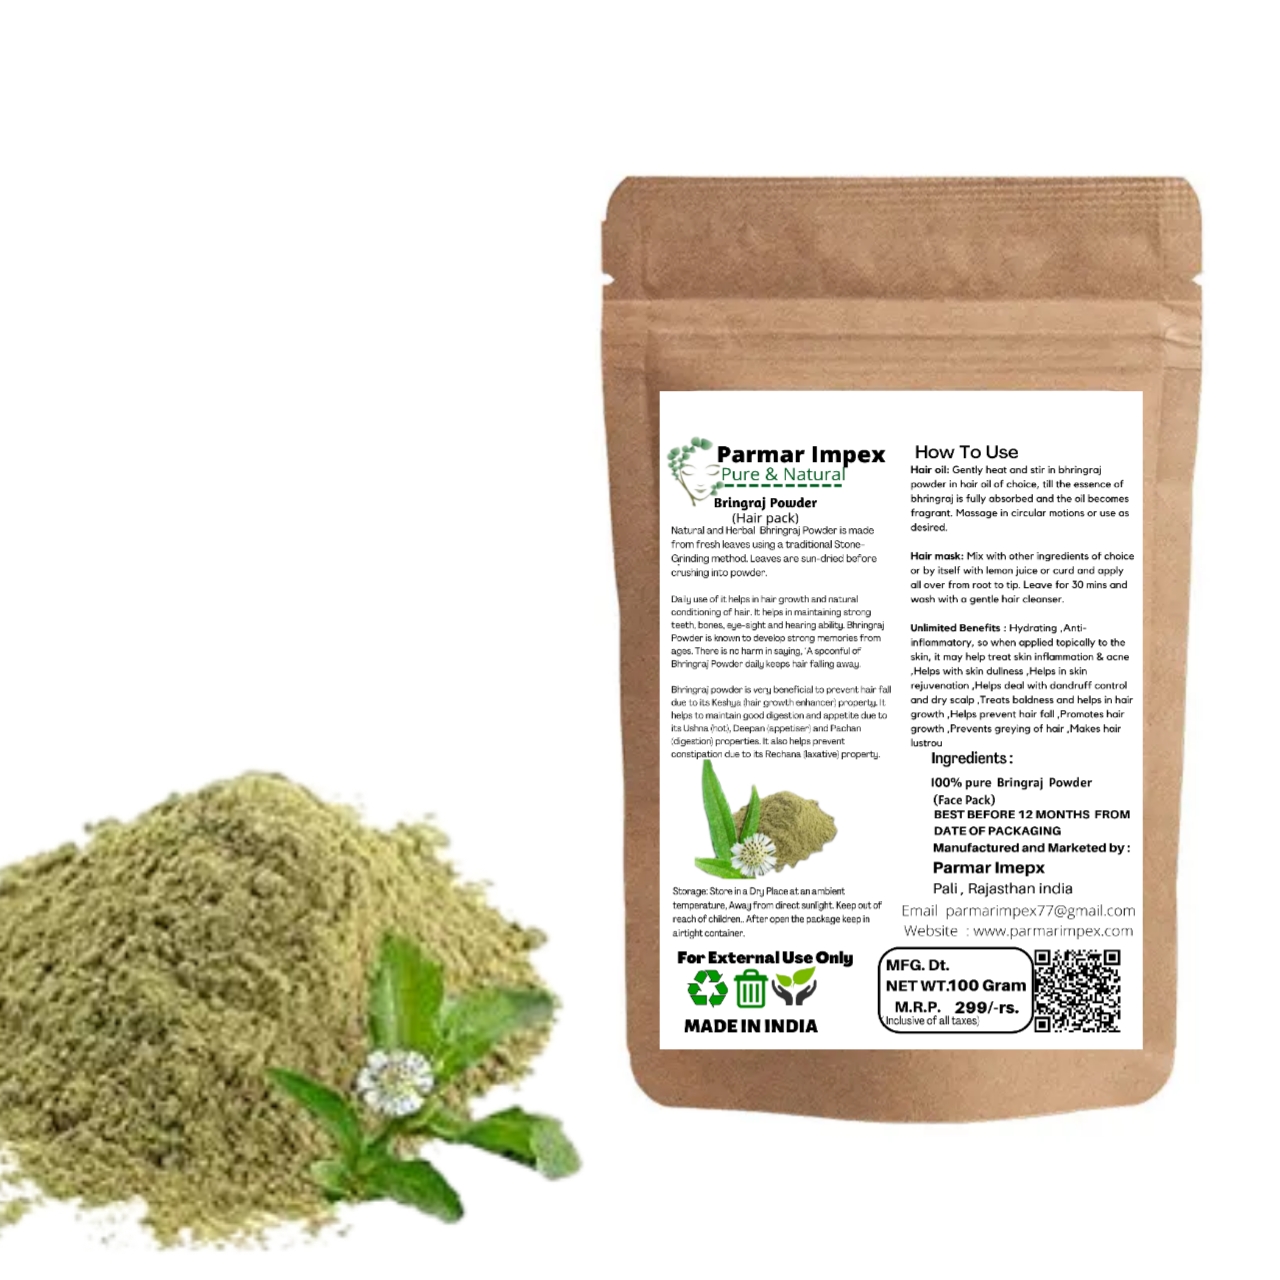 Parmar Impex
Pure & Natural
Bringraj Powder
(Hair pack)
Natural and Herbal Bhringraj Powder is made
from fresh leaves using a traditional Stone-
Grinding method. Leaves are sun-dried before
crushing into powder.
Daily use of it helps in hair growth and natural
conditioning of hair. It helps in maintaining strong
teeth, bones, eye-sight and hearing ability. Bhringraj
Powder is known to develop strong memories from
ages. There is no harm in saying, 'A spoonful of
Bhringraj Powder daily keeps hair falling away.
Bhringraj powder is very beneficial to prevent hair fall
due to its Keshya (hair growth enhancer) property. It
helps to maintain good digestion and appetite due to
its Ushna (hot), Deepan (appetiser) and Pachan
(digestion) properties. It also helps prevent
constipation due to its Rechana (laxative) property.
Storage: Store in a Dry Place at an ambient
temperature, Away from direct sunlight. Keep out of
reach of children.. After open the package keep in
airtight container.
For External Use Only
MADE IN INDIA
How To Use
Hair oil: Gently heat and stir in bhringraj
powder in hair oil of choice, till the essence of
bhringraj is fully absorbed and the oil becomes
fragrant. Massage in circular motions or use as
desired.
Hair mask: Mix with other ingredients of choice
or by itself with lemon juice or curd and apply
all over from root to tip. Leave for 30 mins and
wash with a gentle hair cleanser.
Unlimited Benefits : Hydrating ,Anti-
inflammatory, so when applied topically to the
skin, it may help treat skin inflammation & acne
,Helps with skin dullness ,Helps in skin
rejuvenation ,Helps deal with dandruff control
and dry scalp ,Treats baldness and helps in hair
growth ,Helps prevent hair fall ,Promotes hair
growth ,Prevents greying of hair ,Makes hair
lustrou
Ingredients :
100% pure Bringraj Powder
(Face Pack)
BEST BEFORE 12 MONTHS FROM
DATE OF PACKAGING
Manufactured and Marketed by :
Parmar Imepx
Pali , Rajasthan india
Email parmarimpex77@gmail.com
Website : www.parmarimpex.com
MFG. Dt.
NET WT.100 Gram
M.R.P. 299/-rs.
(Inclusive of all taxes)